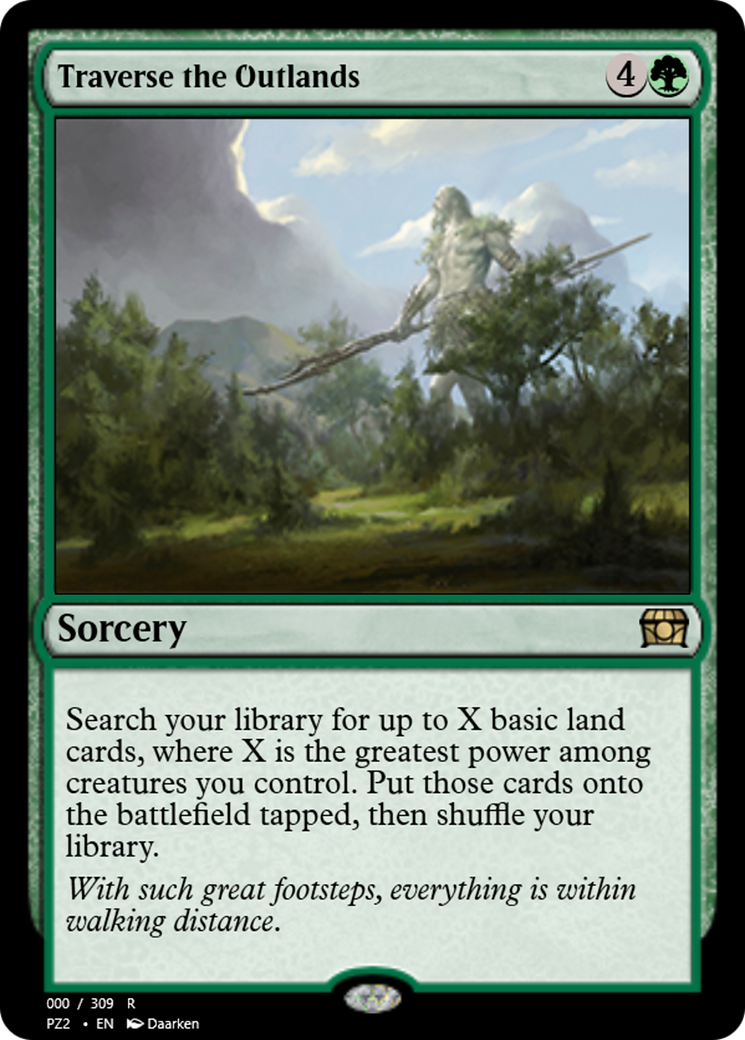 Traverse the Outlands 4
Sorcery
Search your library for up to X basic land
cards, where X is the greatest power among
creatures you control. Put those cards onto
the battlefield tapped, then shuffle your
library.
With such great footsteps, everything is within
walking distance.
000 / 309 R
PZ2 • EN Daarken